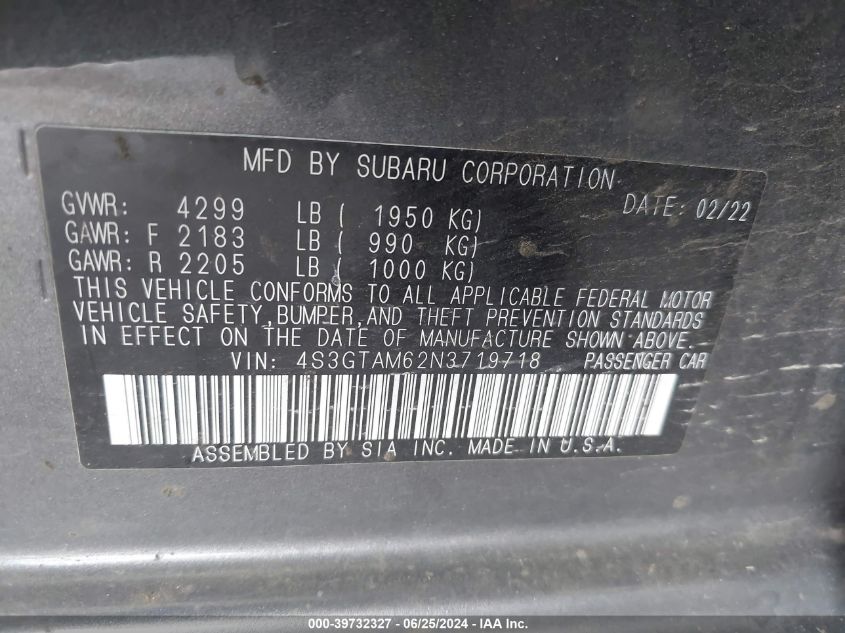 MFD BY SUBARU CORPORATION
DATE: 02/22
GVWR: 4299 LB ( 1950 KG)
GAWR: F 2183 LB ( 990 KG)
GAWR: R 2205 LB ( 1000 KG)
THIS VEHICLE CONFORMS TO ALL APPLICABLE FEDERAL MOTOR
VEHICLE SAFETY, BUMPER, AND THEFT PREVENTION STANDARDS
IN EFFECT ON THE DATE OF MANUFACTURE SHOWN ABOVE.
VIN: 4S3GTAM62N3719718 PASSENGER CAR
ASSEMBLED BY SIA INC. MADE IN U.S.A.
000-39732327 - 06/25/2024 - IAA Inc.